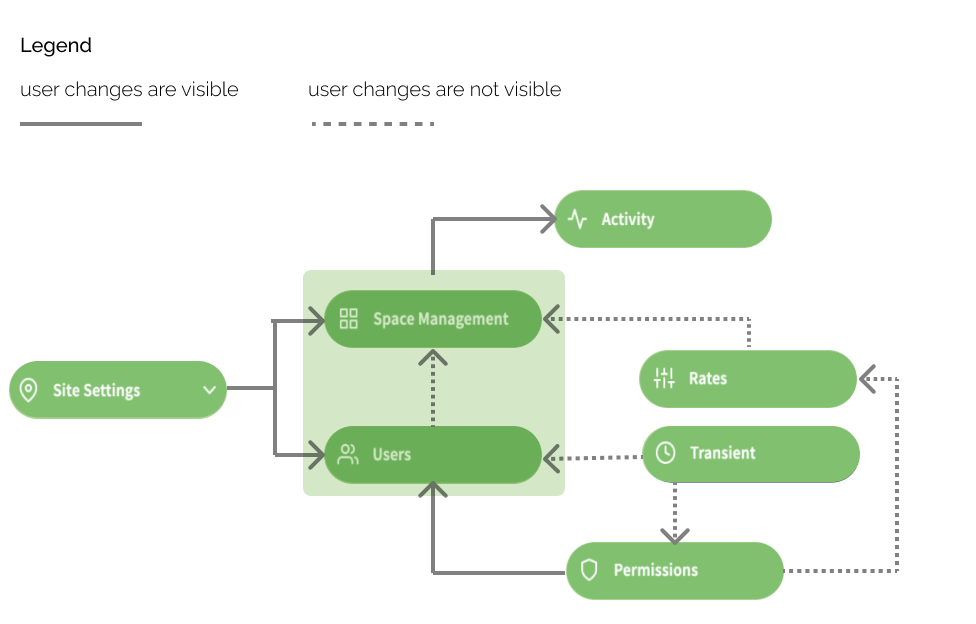 Legend
user changes are visible
user changes are not visible
Activity
Space Management
Rates
Site Settings
Users
Transient
Permissions